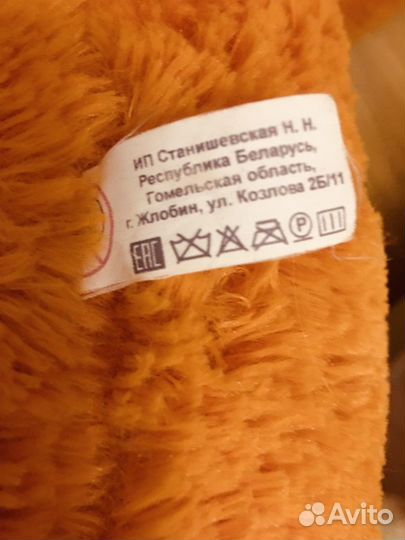 ИП Станишевская Н. Н.
Республика Беларусь,
Гомельская область,
г. Жлобин, ул. Козлова 2Б/11
EAC P
Avito